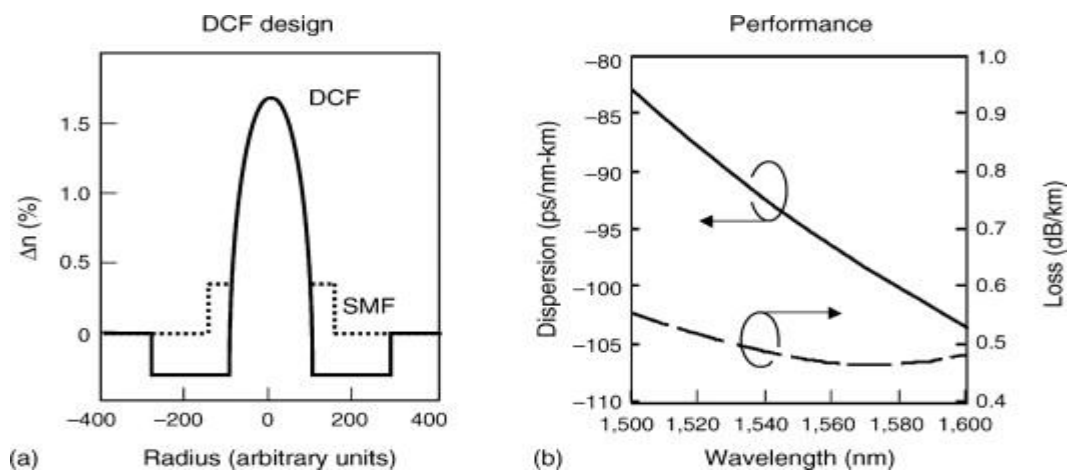 DCF design
Δn (%)
1.5
1.0
0.5
0
DCF
SMF
−400
−200
0
200
400
(a)
Radius (arbitrary units)
Performance
Dispersion (ps/nm-km)
−80
−85
−90
−95
−100
−105
−110
1.0
0.9
0.8
0.7
0.6
0.5
0.4
Loss (dB/km)
1,500
1,520
1,540
1,560
1,580
1,600
(b)
Wavelength (nm)